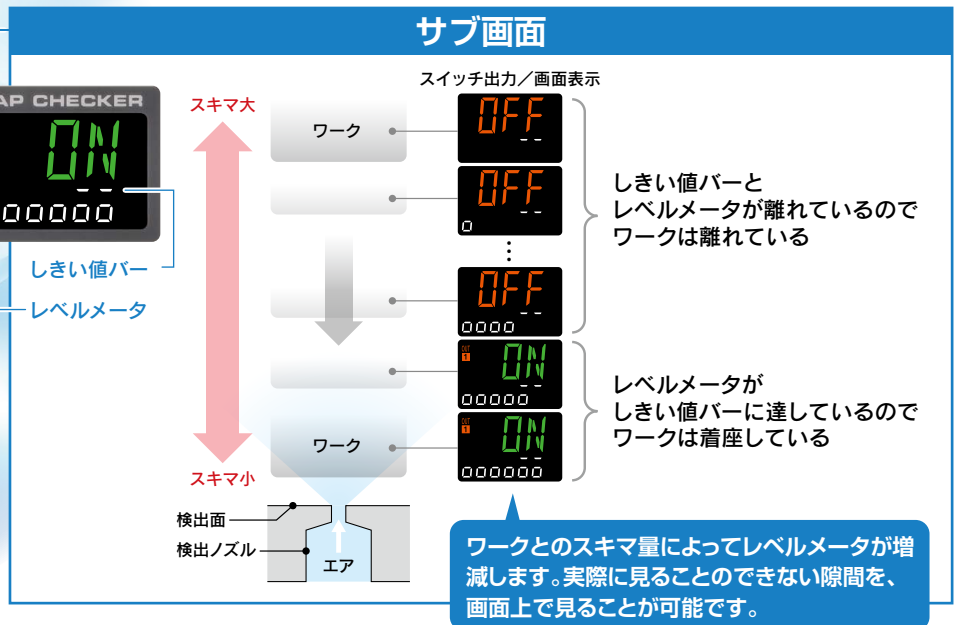 サブ画面
スイッチ出力／画面表示
AP CHECKER
ON
ooooo
しきい値バー
レベルメータ
スキマ大
ワーク
OFF
OFF
o
OFF
oooo
OUT
1
ON
ooooo
OUT
1
ON
oooooo
ワーク
スキマ小
しきい値バーと
レベルメータが離れているので
ワークは離れている
レベルメータが
しきい値バーに達しているので
ワークは着座している
検出面
検出ノズル
エア
ワークとのスキマ量によってレベルメータが増
減します。実際に見ることのできない隙間を、
画面上で見ることが可能です。